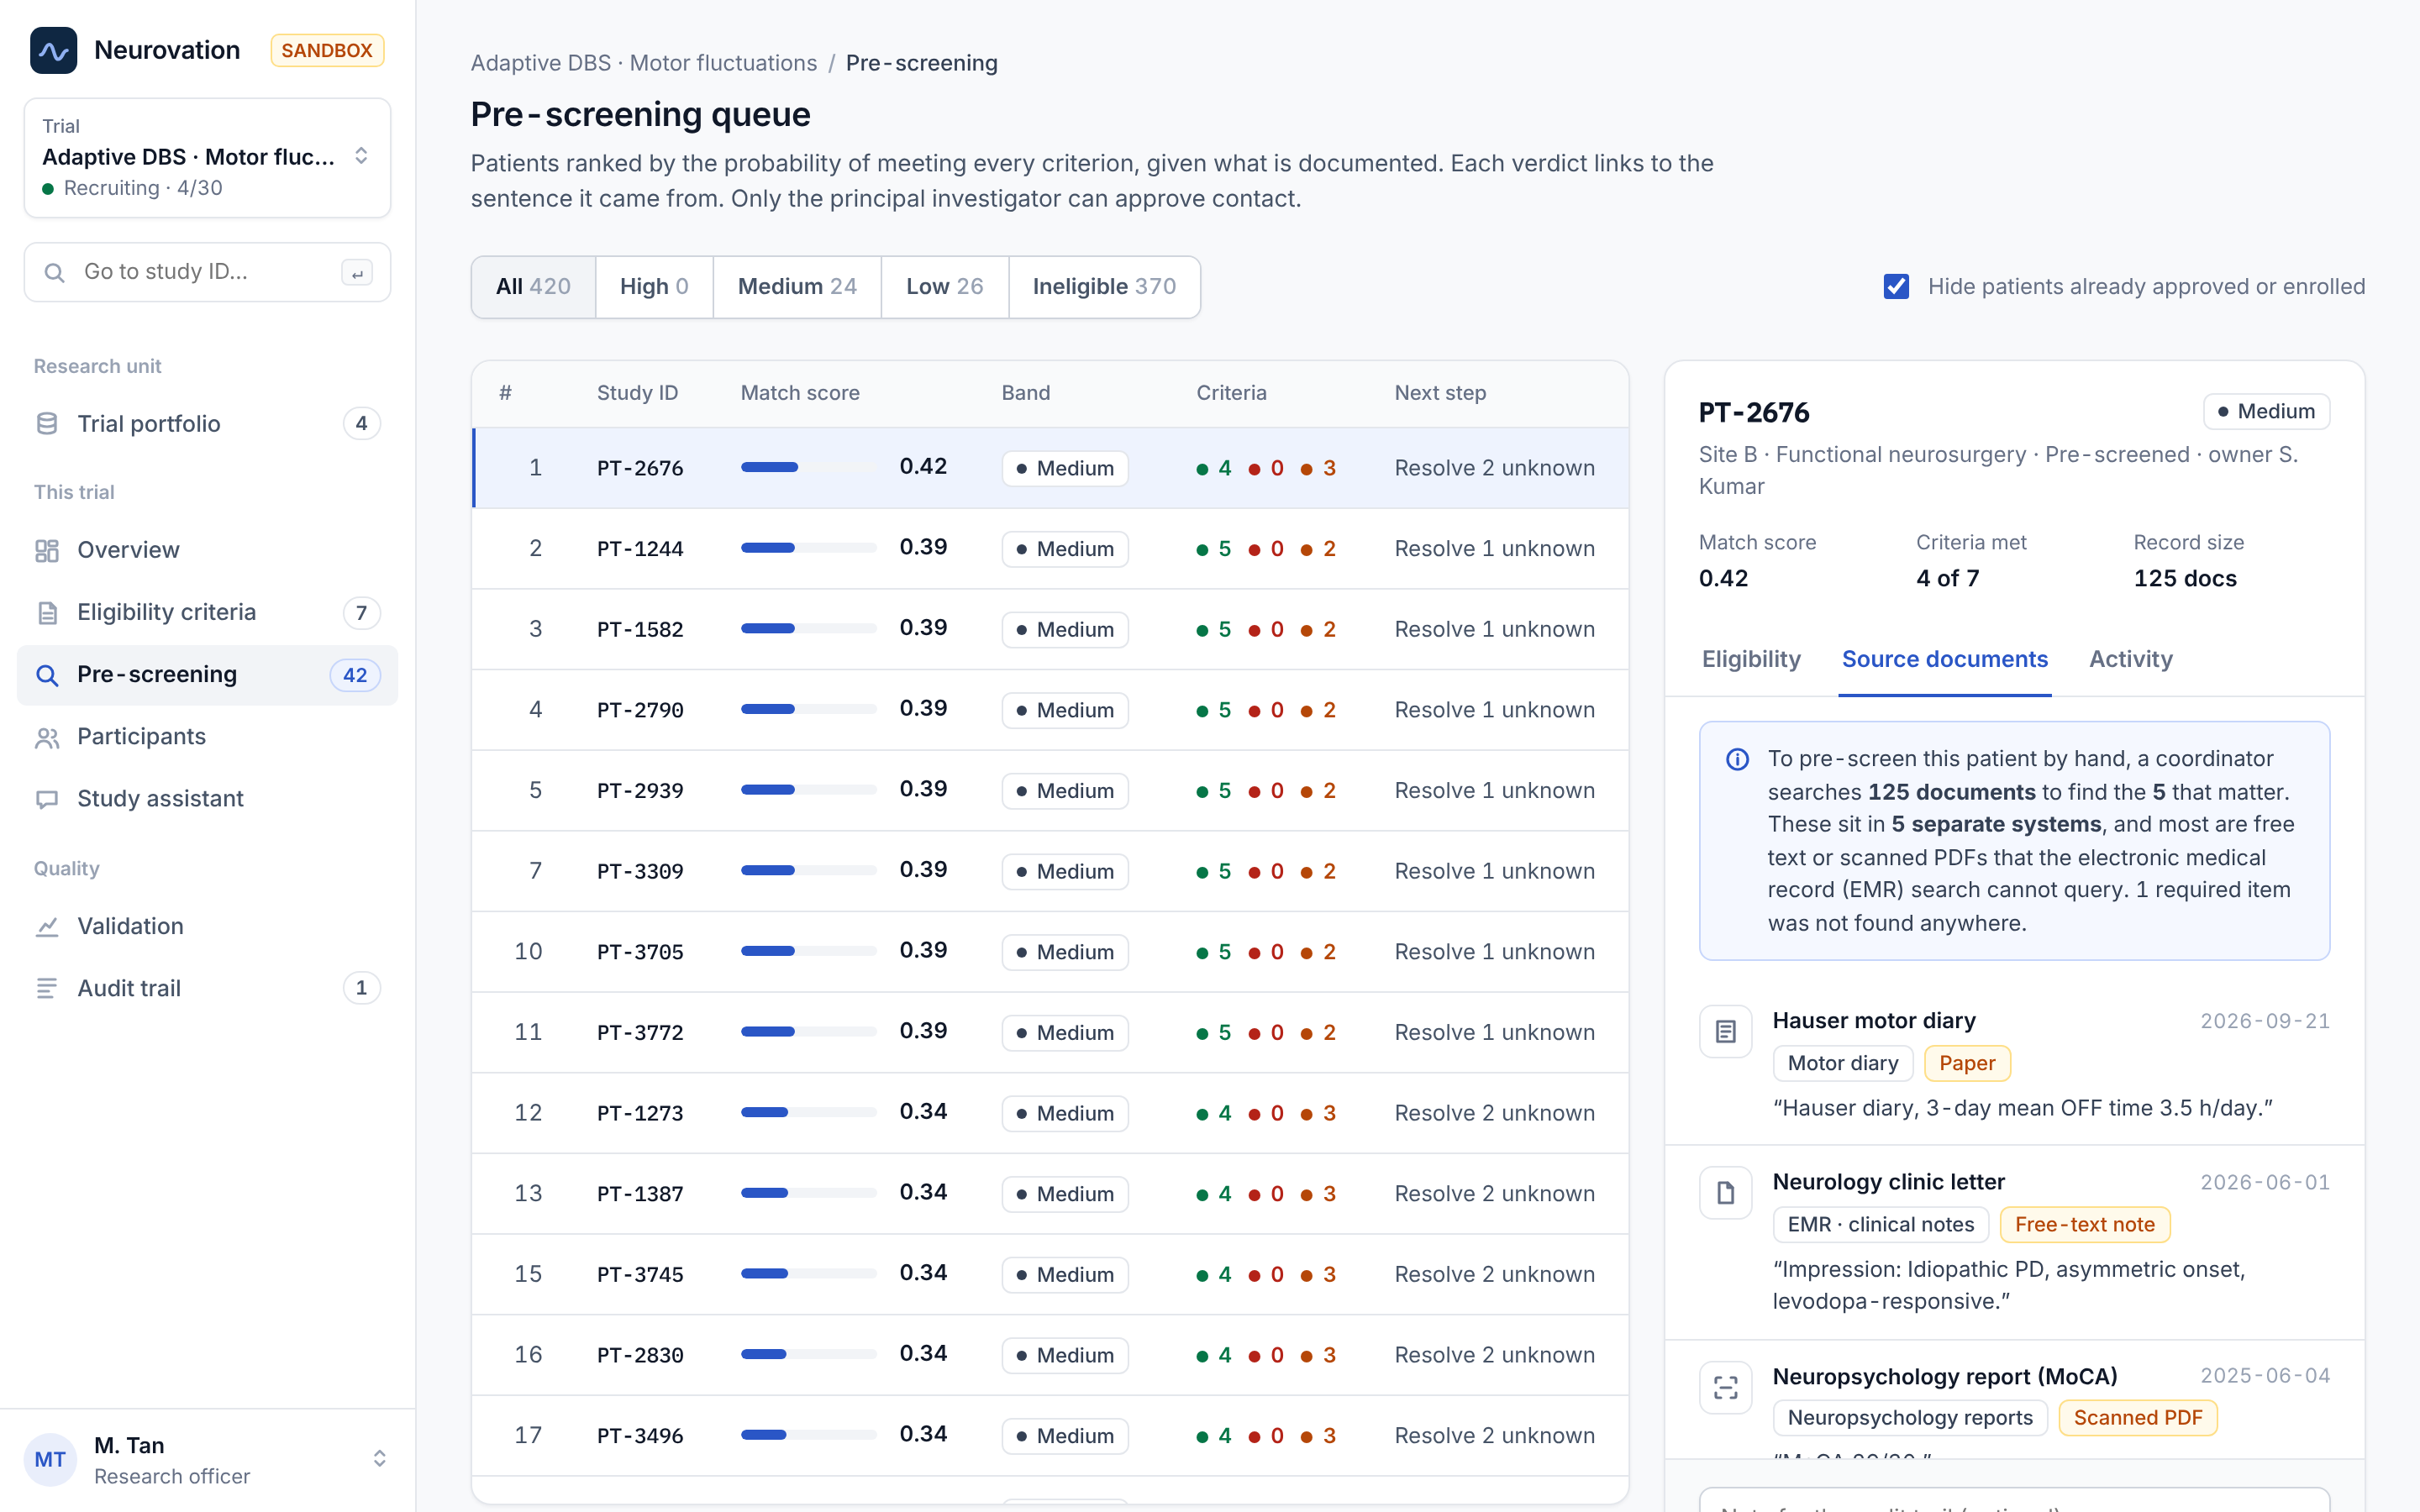 Neurovation SANDBOX
Trial
Adaptive DBS · Motor fluc...
Recruiting · 4/30
Go to study ID...
Research unit
Trial portfolio 4
This trial
Overview
Eligibility criteria 7
Pre-screening 42
Participants
Study assistant
Quality
Validation
Audit trail 1
MT M. Tan
Research officer
Adaptive DBS · Motor fluctuations / Pre-screening
Pre-screening queue
Patients ranked by the probability of meeting every criterion, given what is documented. Each verdict links to the
sentence it came from. Only the principal investigator can approve contact.
All 420 High 0 Medium 24 Low 26 Ineligible 370
Hide patients already approved or enrolled
# Study ID Match score Band Criteria Next step
1 PT-2676 0.42 Medium 4 0 3 Resolve 2 unknown
2 PT-1244 0.39 Medium 5 0 2 Resolve 1 unknown
3 PT-1582 0.39 Medium 5 0 2 Resolve 1 unknown
4 PT-2790 0.39 Medium 5 0 2 Resolve 1 unknown
5 PT-2939 0.39 Medium 5 0 2 Resolve 1 unknown
7 PT-3309 0.39 Medium 5 0 2 Resolve 1 unknown
10 PT-3705 0.39 Medium 5 0 2 Resolve 1 unknown
11 PT-3772 0.39 Medium 5 0 2 Resolve 1 unknown
12 PT-1273 0.34 Medium 4 0 3 Resolve 2 unknown
13 PT-1387 0.34 Medium 4 0 3 Resolve 2 unknown
15 PT-3745 0.34 Medium 4 0 3 Resolve 2 unknown
16 PT-2830 0.34 Medium 4 0 3 Resolve 2 unknown
17 PT-3496 0.34 Medium 4 0 3 Resolve 2 unknown
PT-2676 Medium
Site B · Functional neurosurgery · Pre-screened · owner S.
Kumar
Match score Criteria met Record size
0.42 4 of 7 125 docs
Eligibility Source documents Activity
To pre-screen this patient by hand, a coordinator
searches 125 documents to find the 5 that matter.
These sit in 5 separate systems, and most are free
text or scanned PDFs that the electronic medical
record (EMR) search cannot query. 1 required item
was not found anywhere.
Hauser motor diary 2026-09-21
Motor diary Paper
“Hauser diary, 3-day mean OFF time 3.5 h/day.”
Neurology clinic letter 2026-06-01
EMR · clinical notes Free-text note
“Impression: Idiopathic PD, asymmetric onset,
levodopa-responsive.”
Neuropsychology report (MoCA) 2025-06-04
Neuropsychology reports Scanned PDF